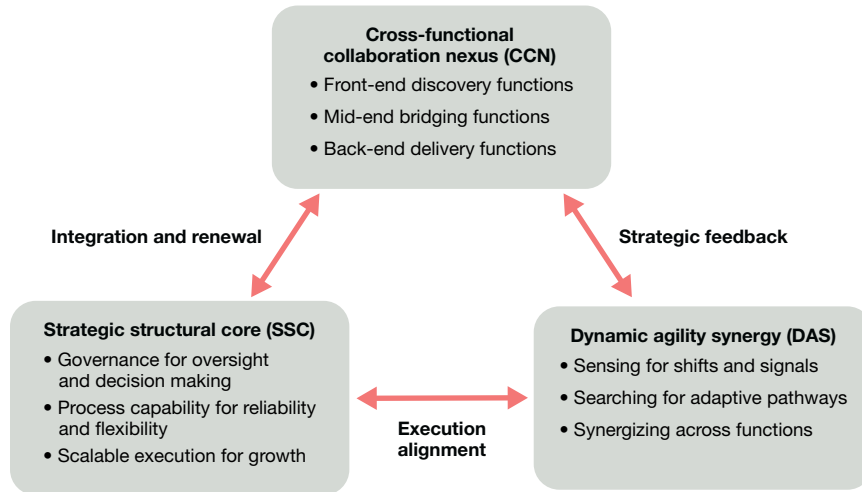 Cross-functional
collaboration nexus (CCN)
• Front-end discovery functions
• Mid-end bridging functions
• Back-end delivery functions
Integration and renewal
Strategic feedback
Strategic structural core (SSC)
• Governance for oversight
and decision making
• Process capability for reliability
and flexibility
• Scalable execution for growth
Execution
alignment
Dynamic agility synergy (DAS)
• Sensing for shifts and signals
• Searching for adaptive pathways
• Synergizing across functions